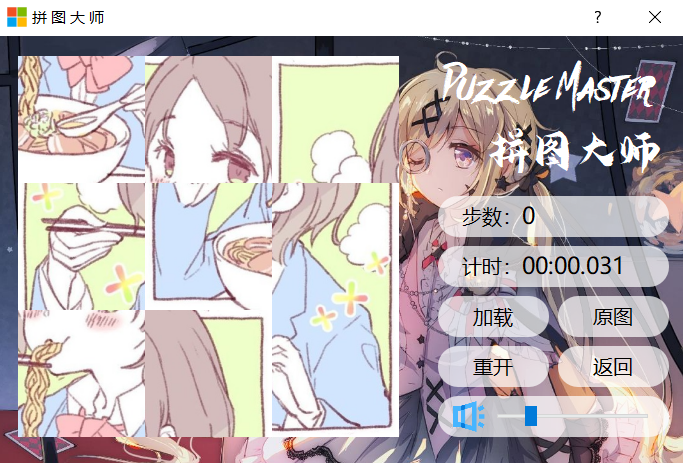 拼图大师
PUZZLE MASTER
拼图大师
步数：0
计时：00:00.031
加载
原图
重开
返回